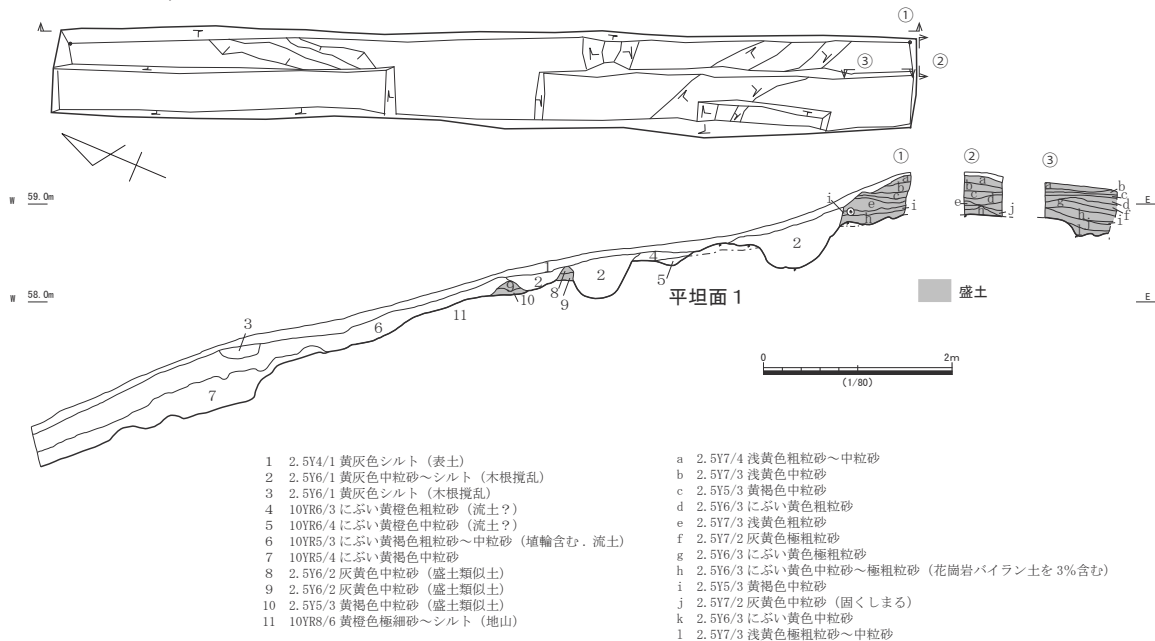 ①
③ ②
① ② ③
W 59.0m E
a
b
c
e
i
h
i
a
b
c
d
e
j
a
b
c
d
g
f
h
i
2
1
2
2
4
5
8
9
9
10
11
平坦面 1
盛土
W 58.0m E
3
6
7
0 2m
(1/80)
1 2.5Y4/1 黄灰色シルト（表土）
2 2.5Y6/1 黄灰色中粒砂～シルト（木根撹乱）
3 2.5Y6/1 黄灰色シルト（木根撹乱）
4 10YR6/3 にぶい黄橙色粗粒砂（流土？）
5 10YR6/4 にぶい黄橙色中粒砂（流土？）
6 10YR5/3 にぶい黄褐色粗粒砂～中粒砂（埴輪含む．流土）
7 10YR5/4 にぶい黄褐色中粒砂
8 2.5Y6/2 灰黄色中粒砂（盛土類似土）
9 2.5Y6/2 灰黄色中粒砂（盛土類似土）
10 2.5Y5/3 黄褐色中粒砂（盛土類似土）
11 10YR8/6 黄橙色極細砂～シルト（地山）
a 2.5Y7/4 浅黄色粗粒砂～中粒砂
b 2.5Y7/3 浅黄色中粒砂
c 2.5Y5/3 黄褐色中粒砂
d 2.5Y6/3 にぶい黄色粗粒砂
e 2.5Y7/3 浅黄色粗粒砂
f 2.5Y7/2 灰黄色極粗粒砂
g 2.5Y6/3 にぶい黄色極粗粒砂
h 2.5Y6/3 にぶい黄色中粒砂～極粗粒砂（花崗岩バイラン土を 3%含む）
i 2.5Y5/3 黄褐色中粒砂
j 2.5Y7/2 灰黄色中粒砂（固くしまる）
k 2.5Y6/3 にぶい黄色中粒砂
l 2.5Y7/3 浅黄色極粗粒砂～中粒砂